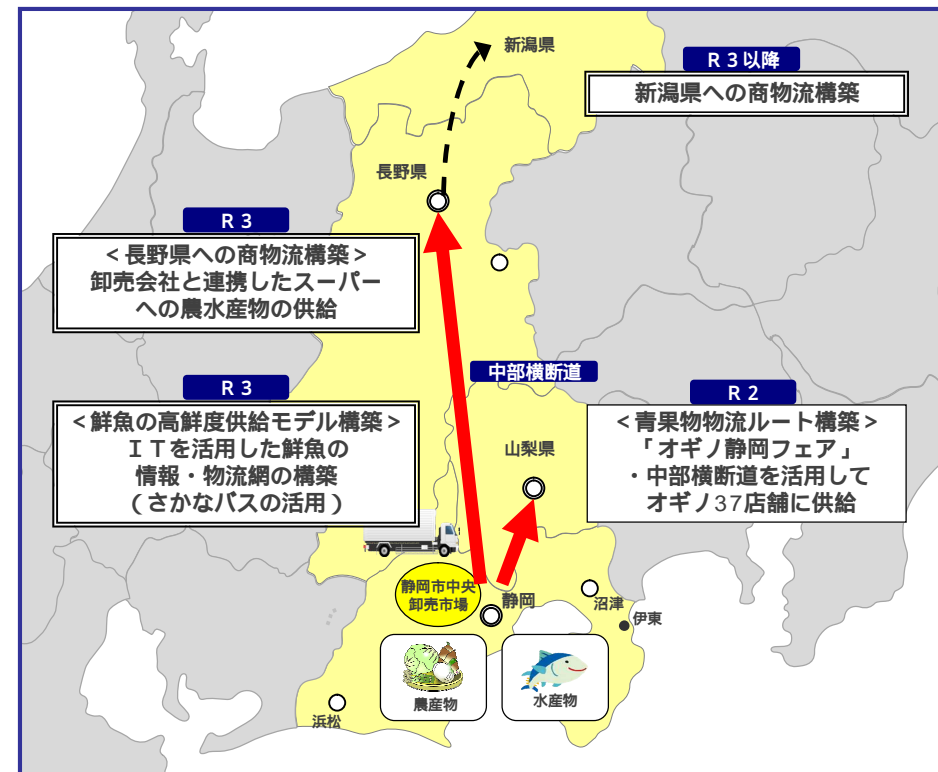 新潟県
R3以降
新潟県への商物流構築
長野県
R3
<長野県への商物流構築>
卸売会社と連携したスーパー
への農水産物の供給
中部横断道
R3
<鮮魚の高鮮度供給モデル構築>
ITを活用した鮮魚の
情報・物流網の構築
(さかなバスの活用)
R2
<青果物物流ルート構築>
「オギノ静岡フェア」
・中部横断道を活用して
オギノ37店舗に供給
山梨県
静岡市中央
卸売市場
静岡
沼津
伊東
農産物
水産物
浜松